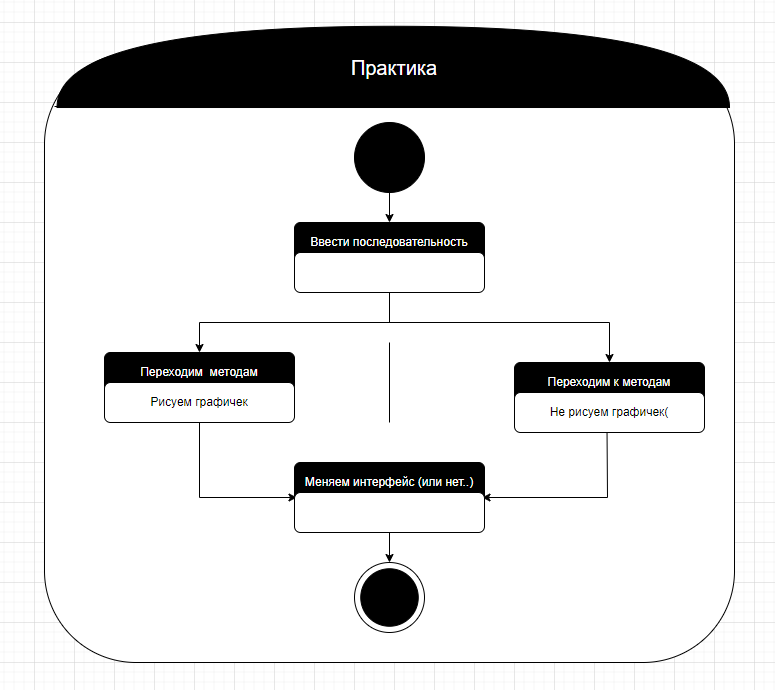 Практика
Ввести последовательность
Переходим методам
Рисуем графичек
Переходим к методам
Не рисуем графичек(
Меняем интерфейс (или нет..)